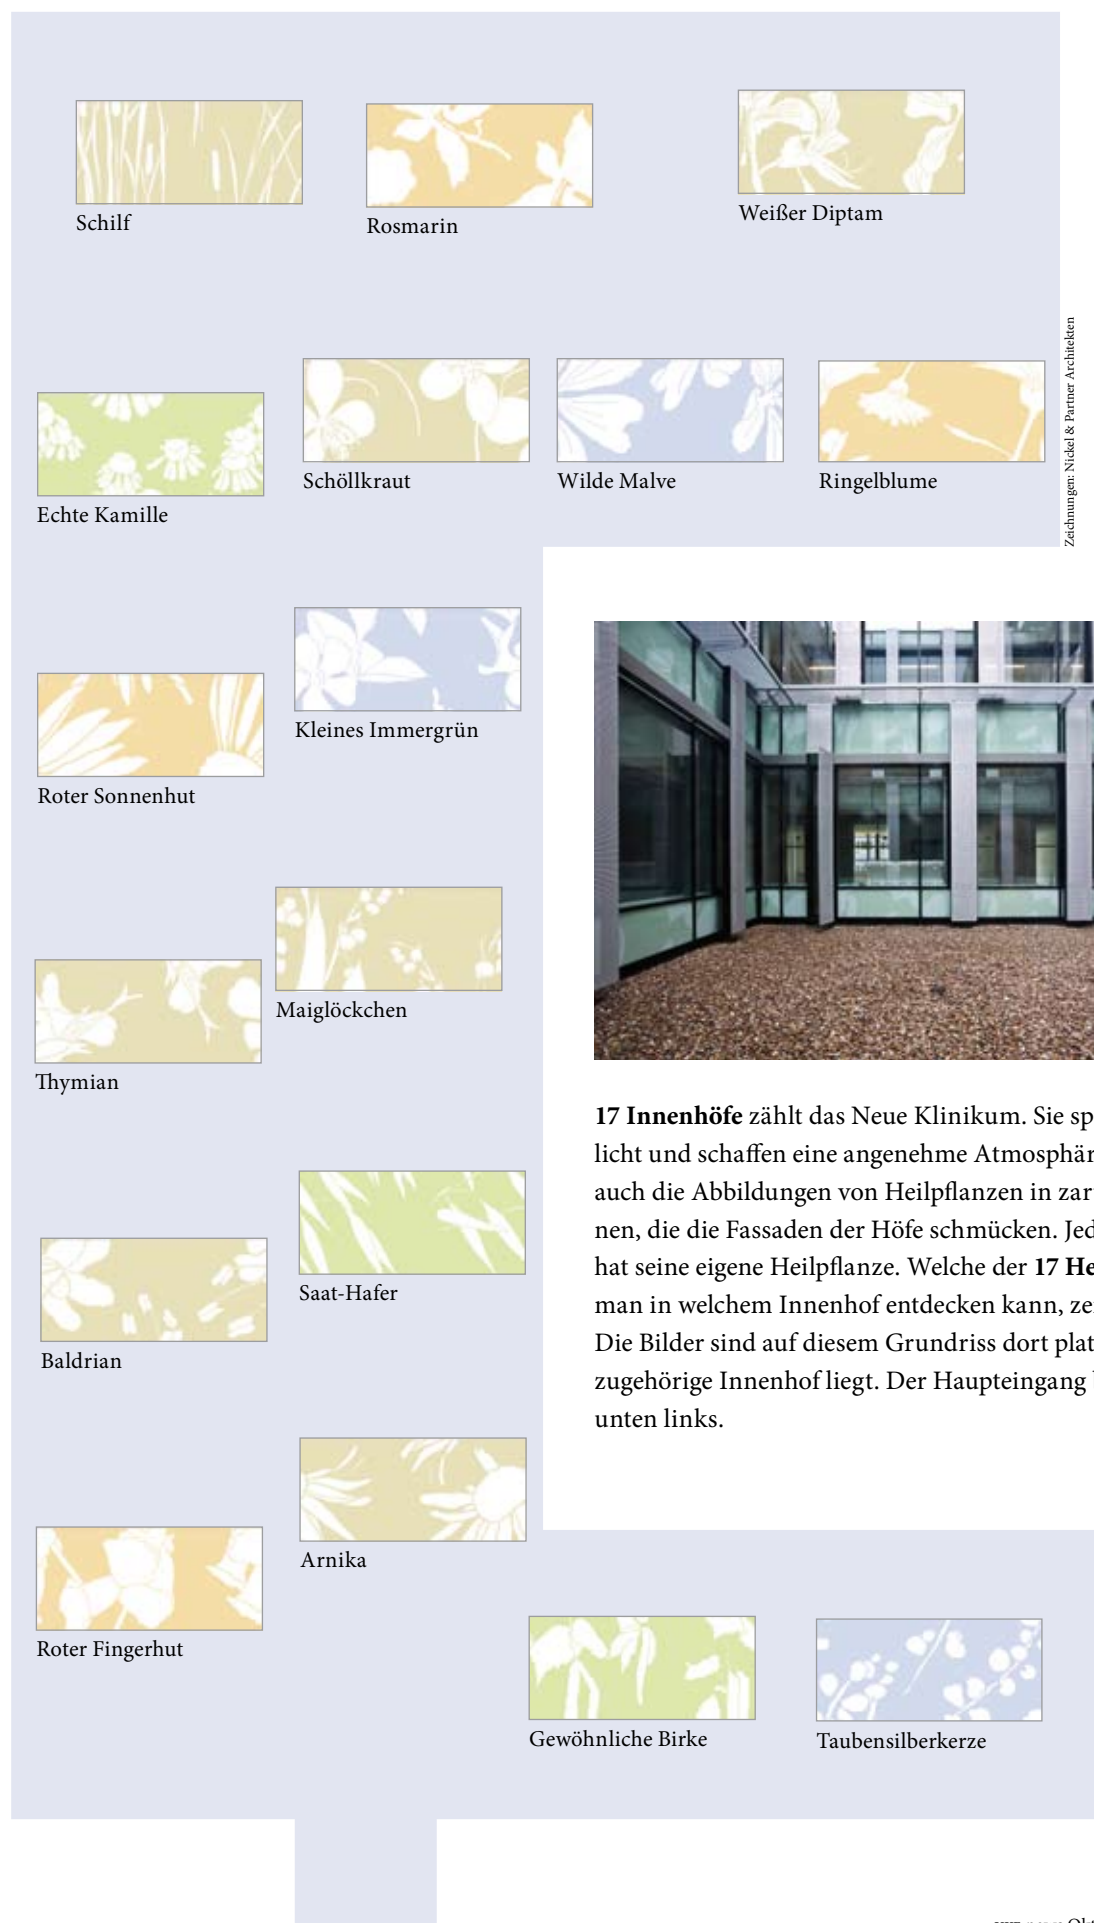 Schilf
Rosmarin
Weißer Diptam
Zeichnungen: Nickel & Partner Architekten
Echte Kamille
Schöllkraut
Wilde Malve
Ringelblume
Kleines Immergrün
Roter Sonnenhut
Maiglöckchen
Thymian
17 Innenhöfe zählt das Neue Klinikum. Sie sp
licht und schaffen eine angenehme Atmosphär
auch die Abbildungen von Heilpflanzen in zar
nen, die die Fassaden der Höfe schmücken. Jed
hat seine eigene Heilpflanze. Welche der 17 He
man in welchem Innenhof entdecken kann, ze
Die Bilder sind auf diesem Grundriss dort plat
zugehörige Innenhof liegt. Der Haupteingang
unten links.
Saat-Hafer
Baldrian
Arnika
Roter Fingerhut
Gewöhnliche Birke
Taubensilberkerze